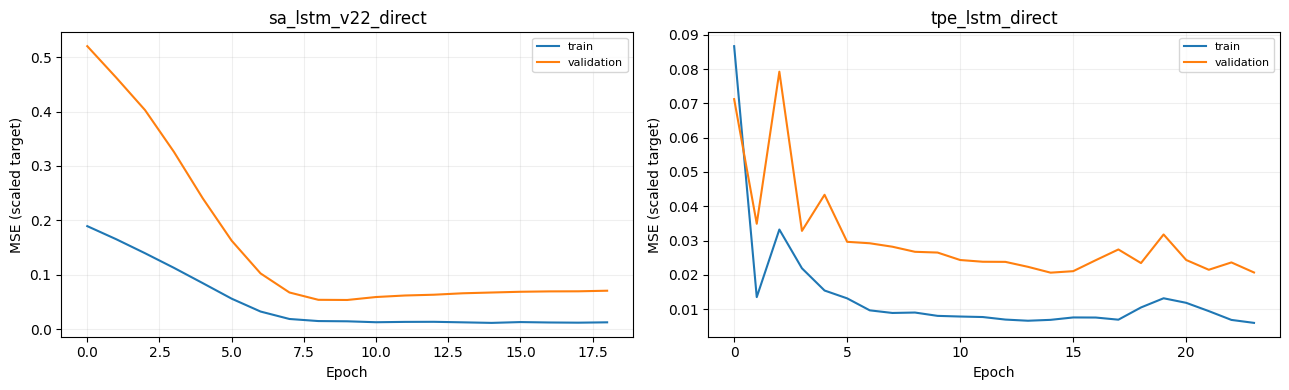 sa_lstm_v22_direct
train
validation
MSE (scaled target)
0.5
0.4
0.3
0.2
0.1
0.0
0.0 2.5 5.0 7.5 10.0 12.5 15.0 17.5
Epoch
tpe_lstm_direct
train
validation
MSE (scaled target)
0.09
0.08
0.07
0.06
0.05
0.04
0.03
0.02
0.01
0 5 10 15 20
Epoch